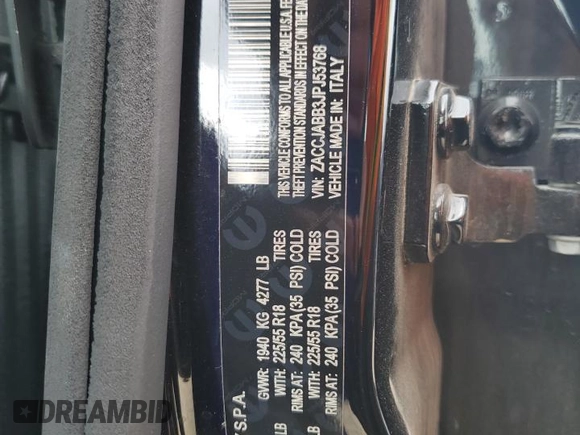 Y S.P.A.
GVWR: 1940 KG 4277 LB
LB WITH: 225/55 R18 TIRES
RIMS AT: 240 KPA(35 PSI) COLD
LB WITH: 225/55 R18 TIRES
RIMS AT: 240 KPA(35 PSI) COLD
THIS VEHICLE CONFORMS TO ALL APPLICABLE U.S.A. FE
THEFT PREVENTION STANDARDS IN EFFECT ON THE DA
VIN: ZACCJABB3JPJ53768
VEHICLE MADE IN: ITALY
DREAMBID